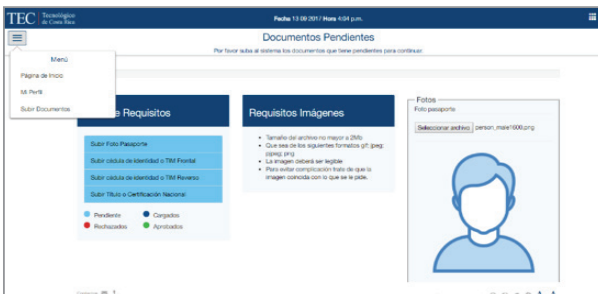 TEC | Tecnológico de Costa Rica
Fecha 13 09 2017 Hora 4:04 p.m.
Documentos Pendientes
Por favor suba al sistema los documentos que tiene pendientes para continuar
Menú
Página de Inicio
Mi Perfil
Subir Documentos
e Requisitos
Subir Foto Pasaporte
Subir cédula de identidad o TIM Frontal
Subir cédula de identidad o TIM Reverso
Subir Título o Certificación Nacional
Pendiente
Cargados
Rechazados
Aprobados
Requisitos Imágenes
Tamaño del archivo no mayor a 2Mb
Que sea de los siguientes formatos gif; jpeg;
La imagen deberá ser legible
Para evitar complicación trate de que la
imagen coincida con lo que se le pide.
Fotos
Foto pasaporte
Seleccionar archivo person_male1600.png